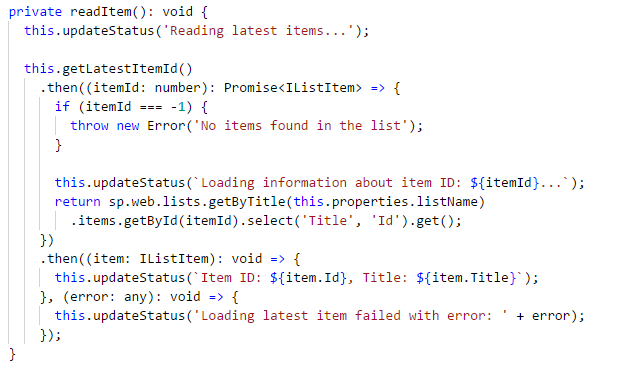 private readItem(): void {
  this.updateStatus('Reading latest items...');

  this.getLatestItemId()
    .then((itemId: number): Promise<IListItem> => {
      if (itemId === -1) {
        throw new Error('No items found in the list');
      }

      this.updateStatus(`Loading information about item ID: ${itemId}...`);
      return sp.web.lists.getByTitle(this.properties.listName)
        .items.getById(itemId).select('Title', 'Id').get();
    })
    .then((item: IListItem): void => {
      this.updateStatus(`Item ID: ${item.Id}, Title: ${item.Title}`);
    }, (error: any): void => {
      this.updateStatus('Loading latest item failed with error: ' + error);
    });
}